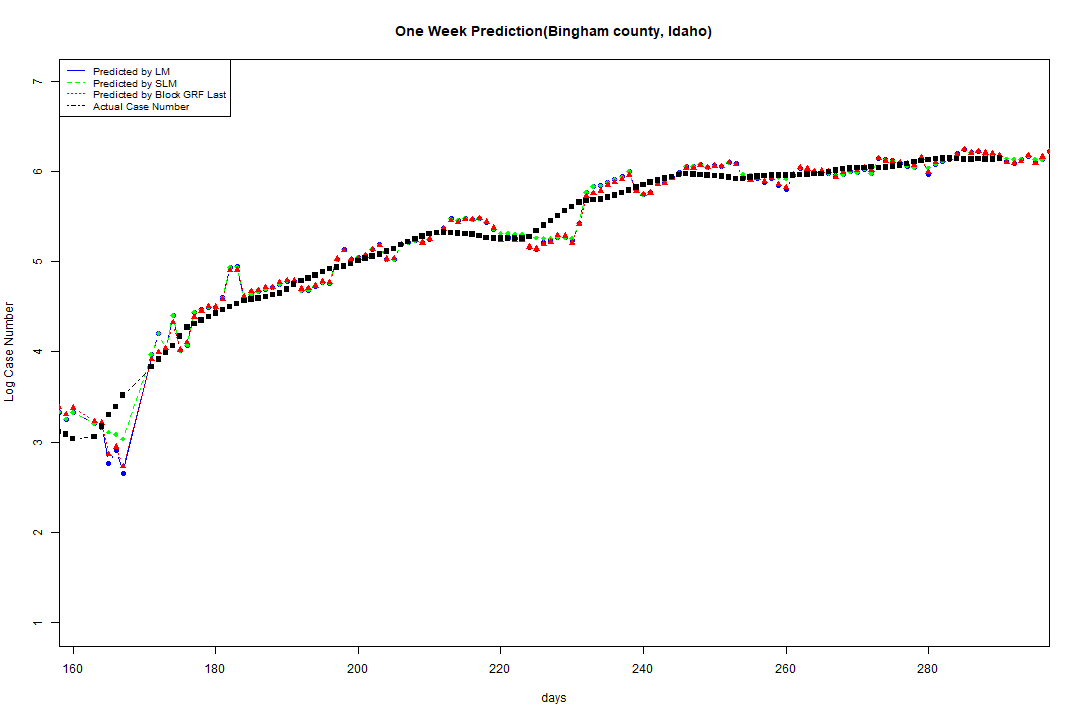 One Week Prediction(Bingham county, Idaho)
Predicted by LM
Predicted by SLM
Predicted by Block GRF Last
Actual Case Number
7
6
5
4
3
2
1
Log Case Number
160 180 200 220 240 260 280
days